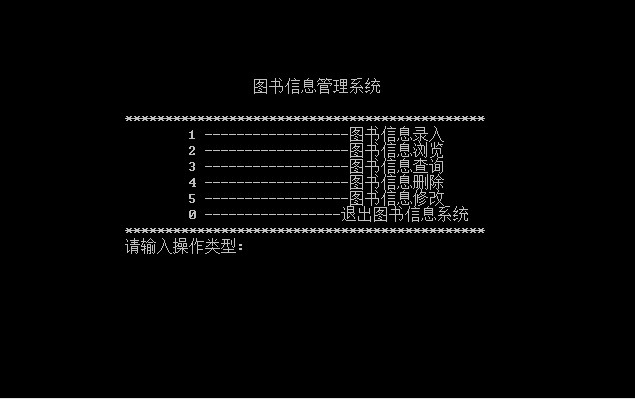 图书信息管理系统
*********************************************
1 ------------------图书信息录入
2 ------------------图书信息浏览
3 ------------------图书信息查询
4 ------------------图书信息删除
5 ------------------图书信息修改
0 -----------------退出图书信息系统
*********************************************
请输入操作类型: